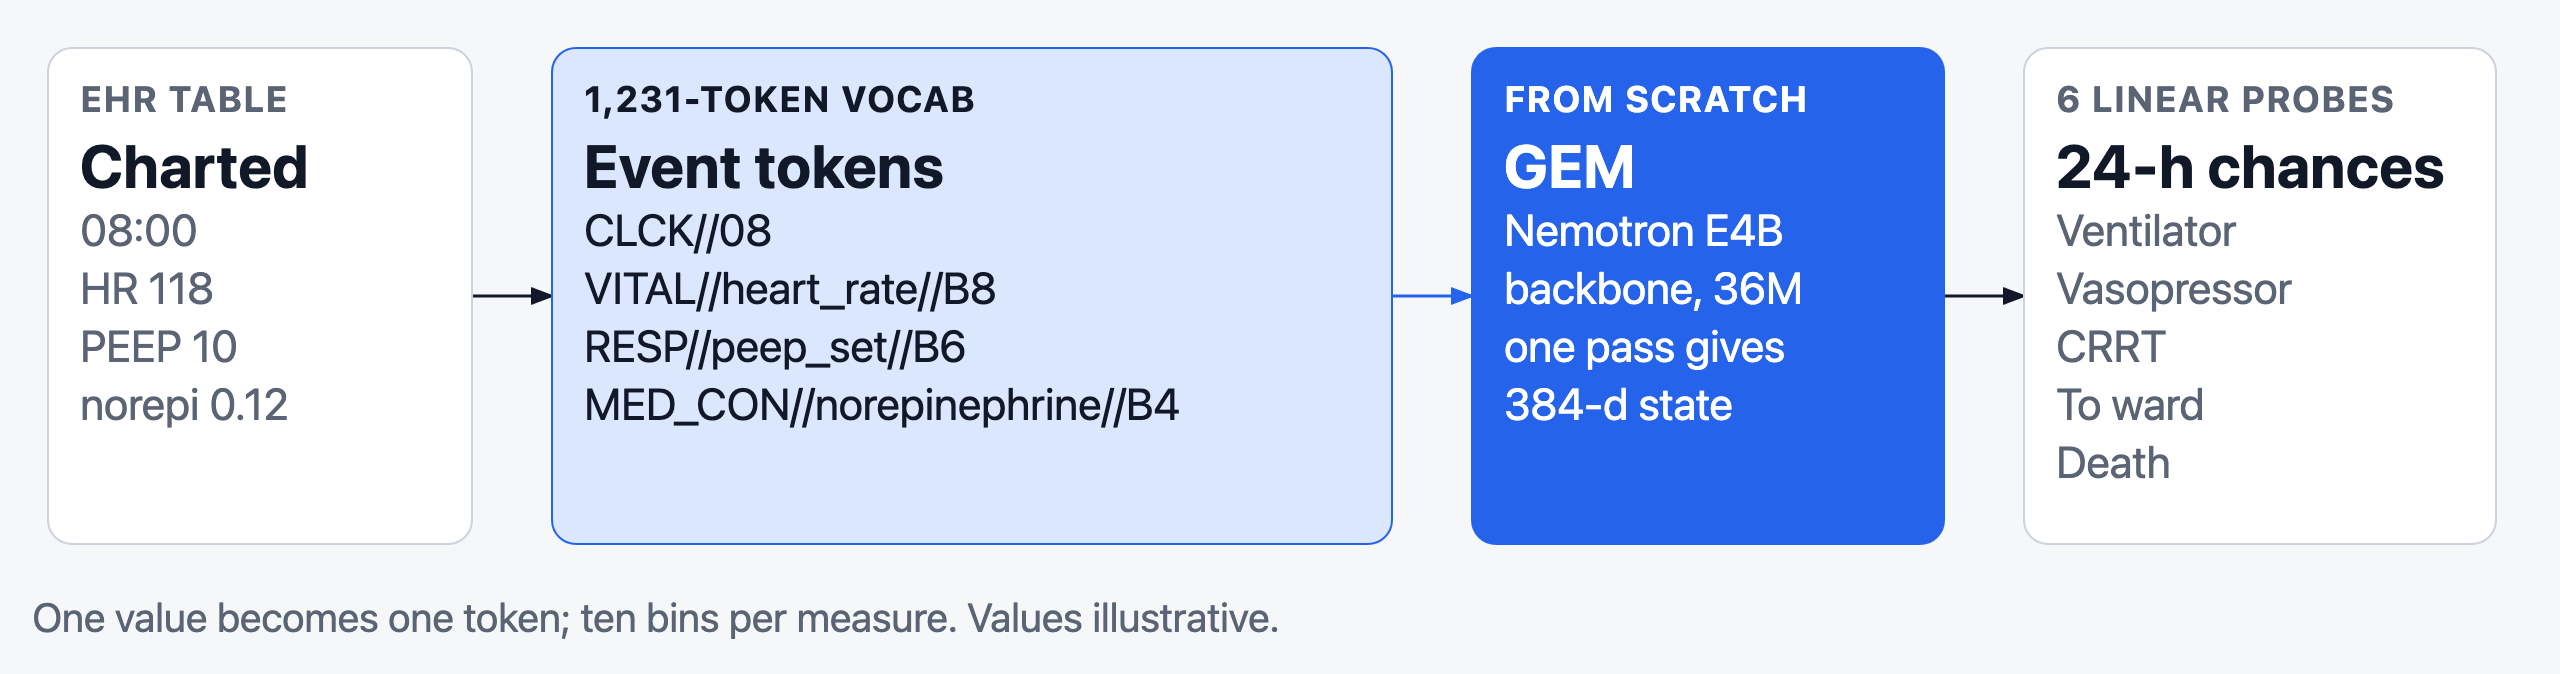 EHR TABLE
Charted
08:00
HR 118
PEEP 10
norepi 0.12
1,231-TOKEN VOCAB
Event tokens
CLCK//08
VITAL//heart_rate//B8
RESP//peep_set//B6
MED_CON//norepinephrine//B4
FROM SCRATCH
GEM
Nemotron E4B
backbone, 36M
one pass gives
384-d state
6 LINEAR PROBES
24-h chances
Ventilator
Vasopressor
CRRT
To ward
Death
One value becomes one token; ten bins per measure. Values illustrative.